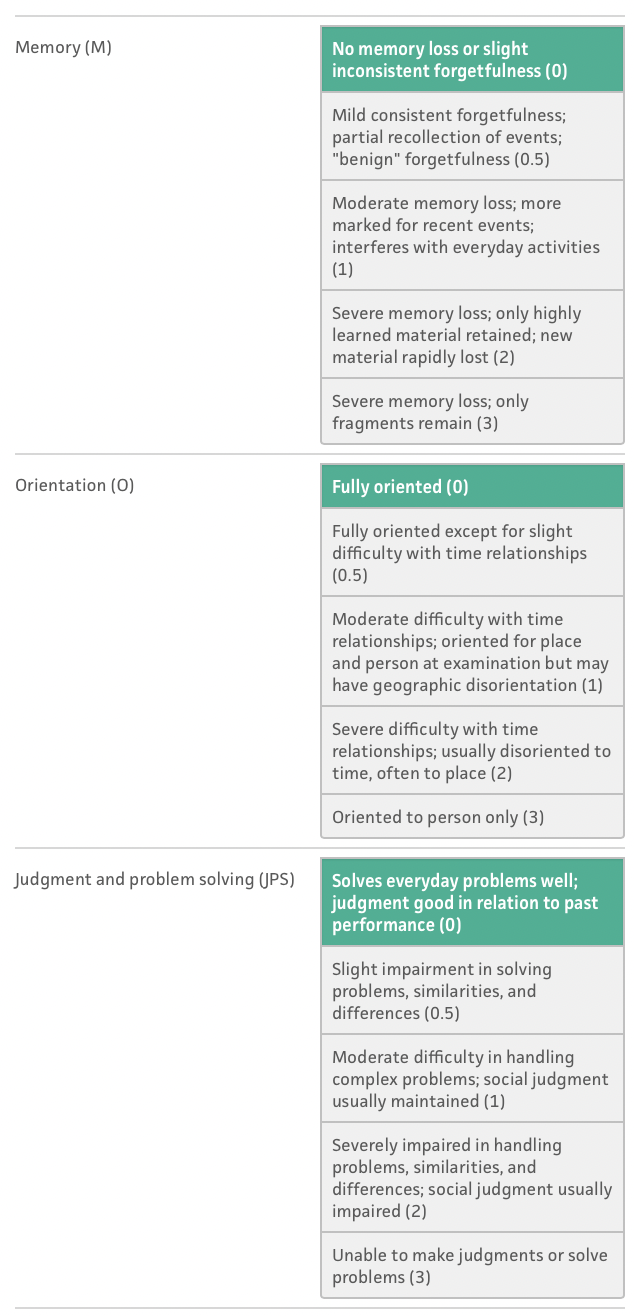 Memory (M)
No memory loss or slight
inconsistent forgetfulness (0)
Mild consistent forgetfulness;
partial recollection of events;
"benign" forgetfulness (0.5)
Moderate memory loss; more
marked for recent events;
interferes with everyday activities
(1)
Severe memory loss; only highly
learned material retained; new
material rapidly lost (2)
Severe memory loss; only
fragments remain (3)
Orientation (O)
Fully oriented (0)
Fully oriented except for slight
difficulty with time relationships
(0.5)
Moderate difficulty with time
relationships; oriented for place
and person at examination but may
have geographic disorientation (1)
Severe difficulty with time
relationships; usually disoriented to
time, often to place (2)
Oriented to person only (3)
Judgment and problem solving (JPS)
Solves everyday problems well;
judgment good in relation to past
performance (0)
Slight impairment in solving
problems, similarities, and
differences (0.5)
Moderate difficulty in handling
complex problems; social judgment
usually maintained (1)
Severely impaired in handling
problems, similarities, and
differences; social judgment usually
impaired (2)
Unable to make judgments or solve
problems (3)